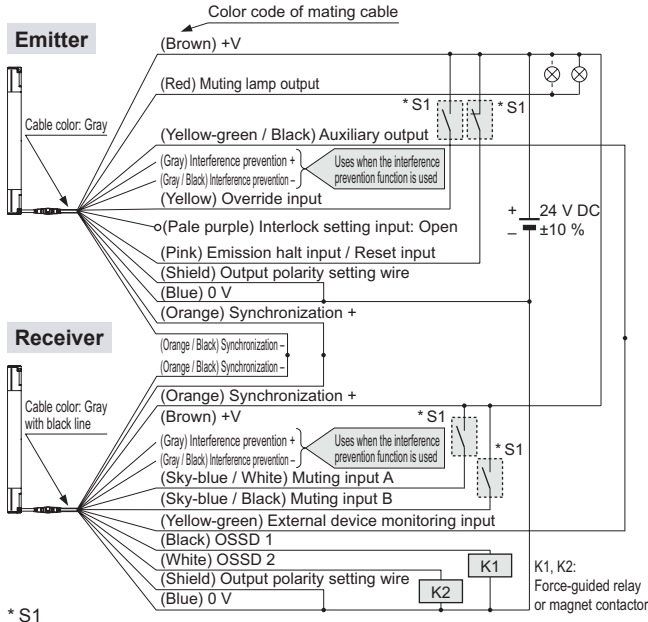 Color code of mating cable
Emitter
(Brown) +V
(Red) Muting lamp output
* S1
* S1
Cable color: Gray
(Yellow-green / Black) Auxiliary output
(Gray) Interference prevention +
(Gray / Black) Interference prevention –
Uses when the interference
prevention function is used
(Yellow) Override input
+
–
24 V DC
±10 %
(Pale purple) Interlock setting input: Open
(Pink) Emission halt input / Reset input
(Shield) Output polarity setting wire
(Blue) 0 V
(Orange) Synchronization +
Receiver
(Orange / Black) Synchronization –
(Orange / Black) Synchronization –
(Orange) Synchronization +
Cable color: Gray
with black line
(Brown) +V
* S1
(Gray) Interference prevention +
(Gray / Black) Interference prevention –
Uses when the interference
prevention function is used
* S1
(Sky-blue / White) Muting input A
(Sky-blue / Black) Muting input B
(Yellow-green) External device monitoring input
(Black) OSSD 1
(White) OSSD 2
K1
K1, K2:
Force-guided relay
or magnet contactor
(Shield) Output polarity setting wire
K2
(Blue) 0 V
* S1